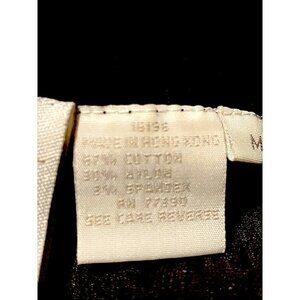 16196
MADE IN HONG KONG
67% COTTON
30% NYLON
3% SPANDEX
RN 77390
SEE CARE REVERSE
M